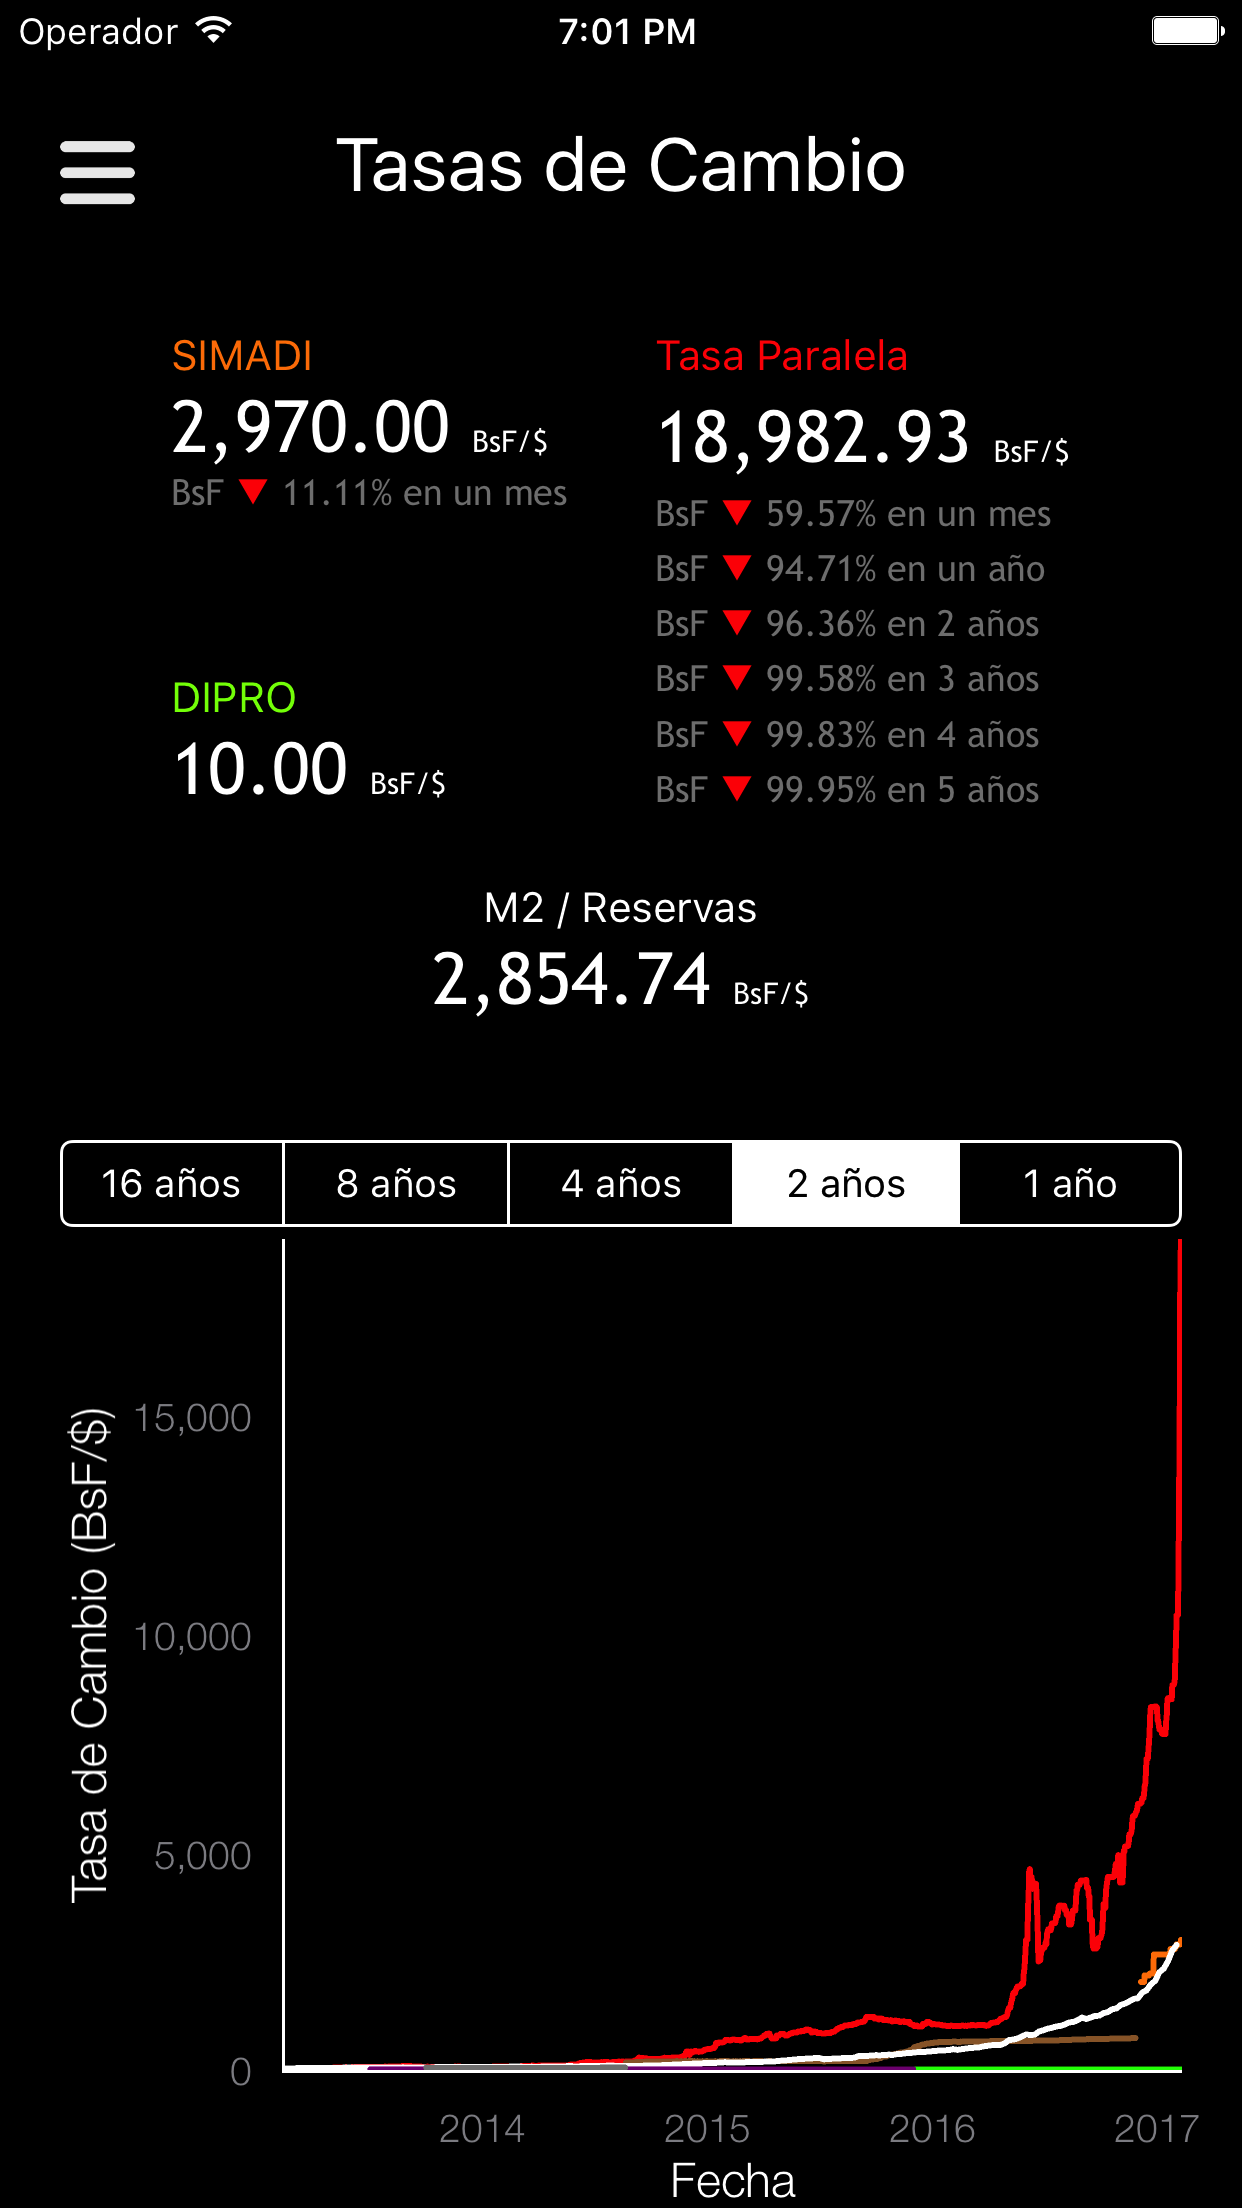 Operador 7:01 PM
Tasas de Cambio
SIMADI
2,970.00 BsF/$
BsF ▼ 11.11% en un mes
DIPRO
10.00 BsF/$
Tasa Paralela
18,982.93 BsF/$
BsF ▼ 59.57% en un mes
BsF ▼ 94.71% en un año
BsF ▼ 96.36% en 2 años
BsF ▼ 99.58% en 3 años
BsF ▼ 99.83% en 4 años
BsF ▼ 99.95% en 5 años
M2 / Reservas
2,854.74 BsF/$
16 años 8 años 4 años 2 años 1 año
Tasa de Cambio (BsF/$)
15,000
10,000
5,000
0
2014 2015 2016 2017
Fecha